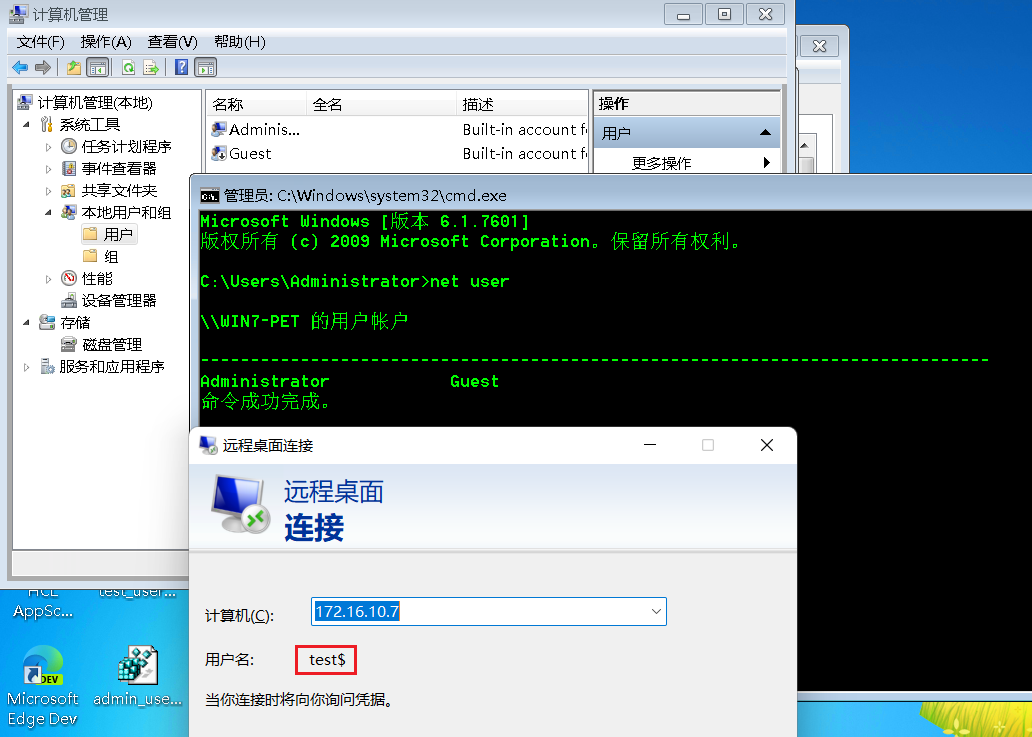 计算机管理
文件(F) 操作(A) 查看(V) 帮助(H)
计算机管理(本地)
系统工具
任务计划程序
事件查看器
共享文件夹
本地用户和组
用户
组
性能
设备管理器
存储
磁盘管理
服务和应用程序
名称 全名 描述
Adminis... Built-in account f
Guest Built-in account f
操作
用户
更多操作
管理员: C:\Windows\system32\cmd.exe
Microsoft Windows [版本 6.1.7601]
版权所有 (c) 2009 Microsoft Corporation。保留所有权利。
C:\Users\Administrator>net user
\\WIN7-PET 的用户帐户
-------------------------------------------------------------------------------
Administrator Guest
命令成功完成。
远程桌面连接
远程桌面
连接
计算机(C): 172.16.10.7
用户名: test$
当你连接时将向你询问凭据。
HCL test_user...
AppSc...
DEV
Microsoft admin_use...
Edge Dev